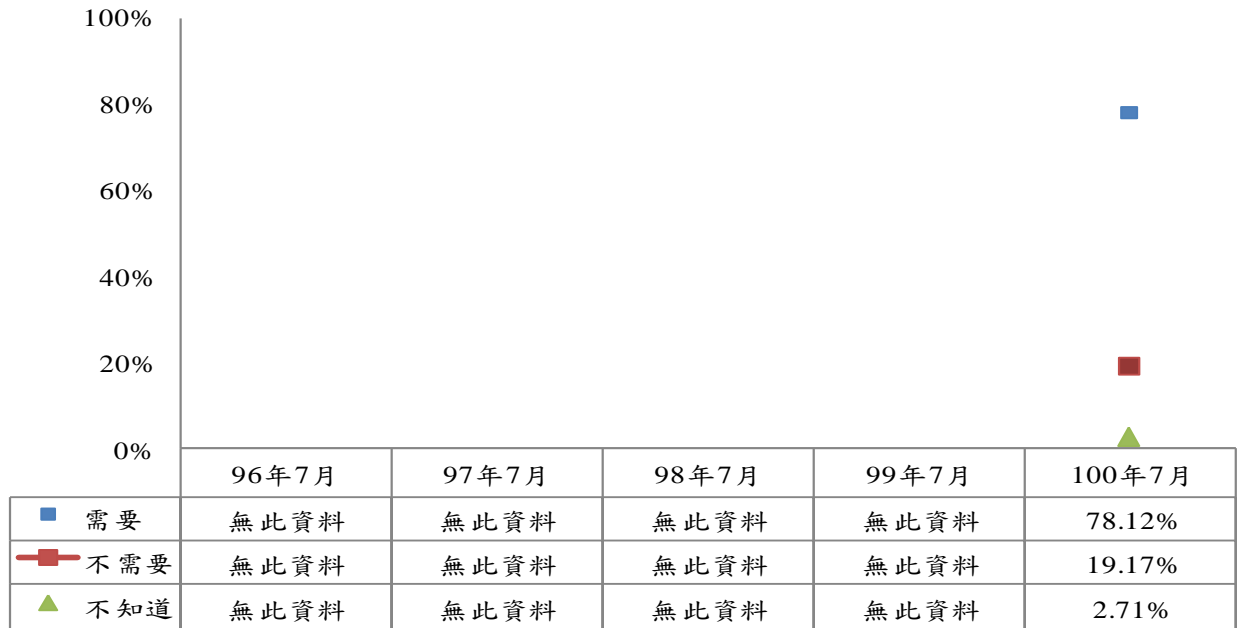 100%
80%
60%
40%
20%
0%
96年7月 97年7月 98年7月 99年7月 100年7月
需要 無此資料 無此資料 無此資料 無此資料 78.12%
不需要 無此資料 無此資料 無此資料 無此資料 19.17%
不知道 無此資料 無此資料 無此資料 無此資料 2.71%